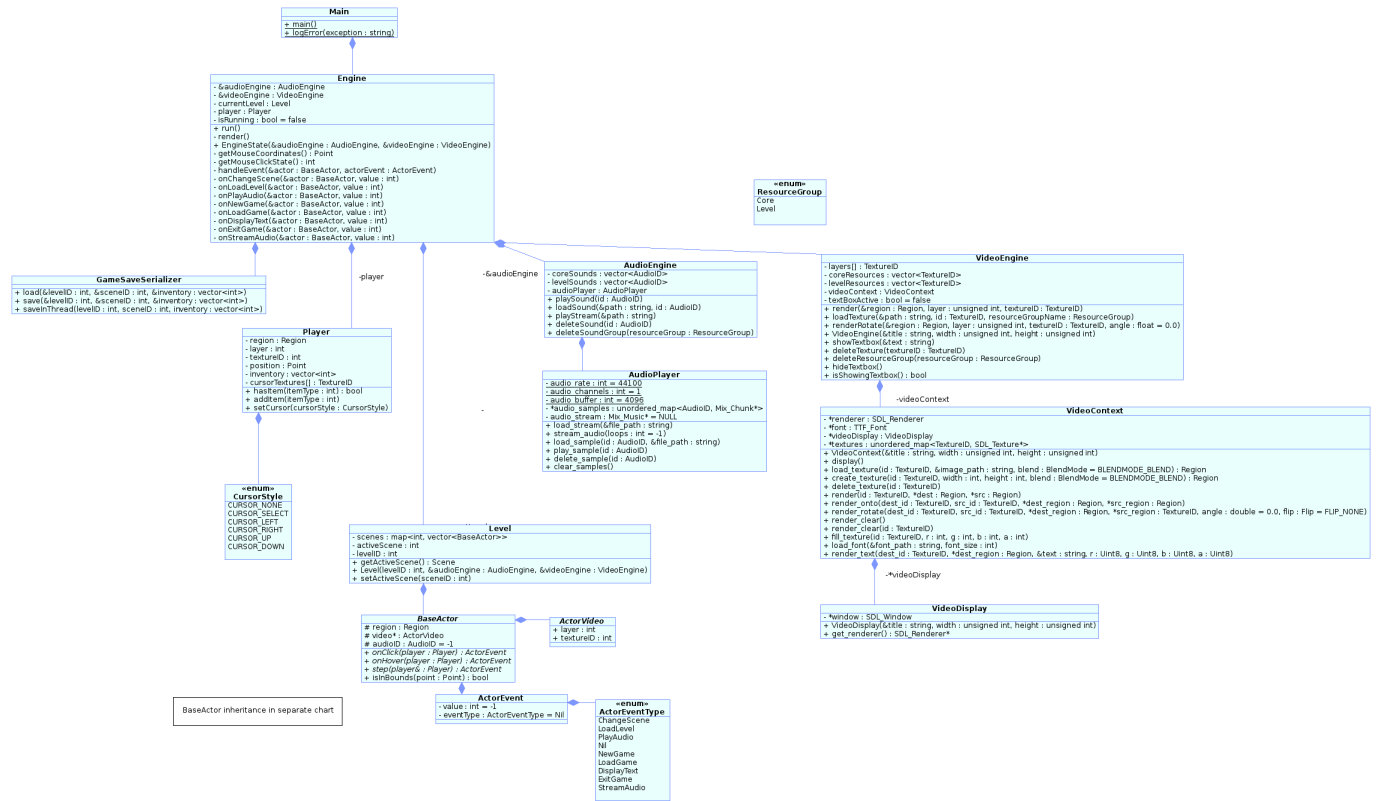 Main
+ main()
+ logError(exception : string)
Engine
- &audioEngine : AudioEngine
- &videoEngine : VideoEngine
- currentLevel : Level
- player : Player
- isRunning : bool = false
+ run()
- render()
+ EngineState(&audioEngine : AudioEngine, &videoEngine : VideoEngine)
- getMouseCoordinates() : Point
- getMouseClickState() : int
- handleEvent(&actor : BaseActor, actorEvent : ActorEvent)
- onChangeScene(&actor : BaseActor, value : int)
- onLoadLevel(&actor : BaseActor, value : int)
- onPlayAudio(&actor : BaseActor, value : int)
- onNewGame(&actor : BaseActor, value : int)
- onLoadGame(&actor : BaseActor, value : int)
- onDisplayText(&actor : BaseActor, value : int)
- onExitGame(&actor : BaseActor, value : int)
- onStreamAudio(&actor : BaseActor, value : int)
«enum»
ResourceGroup
Core
Level
GameSaveSerializer
+ load(&levelID : int, &sceneID : int, &inventory : vector<int>)
+ save(&levelID : int, &sceneID : int, &inventory : vector<int>)
+ saveInThread(levelID : int, sceneID : int, inventory : vector<int>)
-player
-&audioEngine
AudioEngine
- coreSounds : vector<AudioID>
- levelSounds : vector<AudioID>
- audioPlayer : AudioPlayer
+ playSound(id : AudioID)
+ loadSound(&path : string, id : AudioID)
+ playStream(&path : string)
+ deleteSound(id : AudioID)
+ deleteSoundGroup(resourceGroup : ResourceGroup)
VideoEngine
- layers[] : TextureID
- coreResources : vector<TextureID>
- levelResources : vector<TextureID>
- videoContext : VideoContext
- textBoxActive : bool = false
+ render(&region : Region, layer : unsigned int, textureID : TextureID)
+ loadTexture(&path : string, id : TextureID, resourceGroupName : ResourceGroup)
+ renderRotate(&region : Region, layer : unsigned int, textureID : TextureID, angle : float = 0.0)
+ VideoEngine(&title : string, width : unsigned int, height : unsigned int)
+ showTextbox(&text : string)
+ deleteTexture(textureID : TextureID)
+ deleteResourceGroup(resourceGroup : ResourceGroup)
+ hideTextbox()
+ isShowingTextbox() : bool
Player
- region : Region
- layer : int
- textureID : int
- position : Point
- inventory : vector<int>
- cursorTextures[] : TextureID
+ hasItem(itemType : int) : bool
+ addItem(itemType : int)
+ setCursor(cursorStyle : CursorStyle)
AudioPlayer
- audio_rate : int = 44100
- audio_channels : int = 1
- audio_buffer : int = 4096
- *audio_samples : unordered_map<AudioID, Mix_Chunk*>
- audio_stream : Mix_Music* = NULL
+ load_stream(&file_path : string)
+ stream_audio(loops : int = -1)
+ load_sample(id : AudioID, &file_path : string)
+ play_sample(id : AudioID)
+ delete_sample(id : AudioID)
+ clear_samples()
-
-videoContext
VideoContext
- *renderer : SDL_Renderer
- *font : TTF_Font
- *videoDisplay : VideoDisplay
- *textures : unordered_map<TextureID, SDL_Texture*>
+ VideoContext(&title : string, width : unsigned int, height : unsigned int)
+ display()
+ load_texture(id : TextureID, &image_path : string, blend : BlendMode = BLENDMODE_BLEND) : Region
+ create_texture(id : TextureID, width : int, height : int, blend : BlendMode = BLENDMODE_BLEND) : Region
+ delete_texture(id : TextureID)
+ render(id : TextureID, *dest : Region, *src : Region)
+ render_onto(dest_id : TextureID, src_id : TextureID, *dest_region : Region, *src_region : Region)
+ render_rotate(dest_id : TextureID, src_id : TextureID, *dest_region : Region, *src_region : TextureID, angle : double = 0.0, flip : Flip = FLIP_NONE)
+ render_clear()
+ render_clear(id : TextureID)
+ fill_texture(id : TextureID, r : int, g : int, b : int, a : int)
+ load_font(&font_path : string, font_size : int)
+ render_text(dest_id : TextureID, *dest_region : Region, &text : string, r : Uint8, g : Uint8, b : Uint8, a : Uint8)
«enum»
CursorStyle
CURSOR_NONE
CURSOR_SELECT
CURSOR_LEFT
CURSOR_RIGHT
CURSOR_UP
CURSOR_DOWN
Level
- scenes : map<int, vector<BaseActor>>
- activeScene : int
- levelID : int
+ getActiveScene() : Scene
+ Level(levelID : int, &audioEngine : AudioEngine, &videoEngine : VideoEngine)
+ setActiveScene(sceneID : int)
-*videoDisplay
VideoDisplay
- *window : SDL_Window
+ VideoDisplay(&title : string, width : unsigned int, height : unsigned int)
+ get_renderer() : SDL_Renderer*
BaseActor
# region : Region
# video* : ActorVideo
# audioID : AudioID = -1
+ onClick(player : Player) : ActorEvent
+ onHover(player : Player) : ActorEvent
+ step(player& : Player) : ActorEvent
+ isInBounds(point : Point) : bool
ActorVideo
+ layer : int
+ textureID : int
ActorEvent
- value : int = -1
- eventType : ActorEventType = Nil
«enum»
ActorEventType
ChangeScene
LoadLevel
PlayAudio
Nil
NewGame
LoadGame
DisplayText
ExitGame
StreamAudio
BaseActor inheritance in separate chart